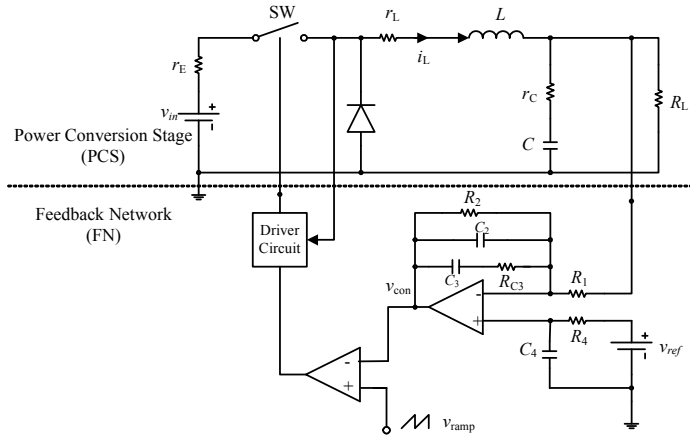 SW
r_L
L
r_E
i_L
v_in
+
-
r_C
R_L
C
Power Conversion Stage
(PCS)
Feedback Network
(FN)
R_2
Driver
Circuit
C_2
C_3
R_C3
R_1
v_con
-
+
R_4
+
-
v_ref
C_4
-
+
v_ramp